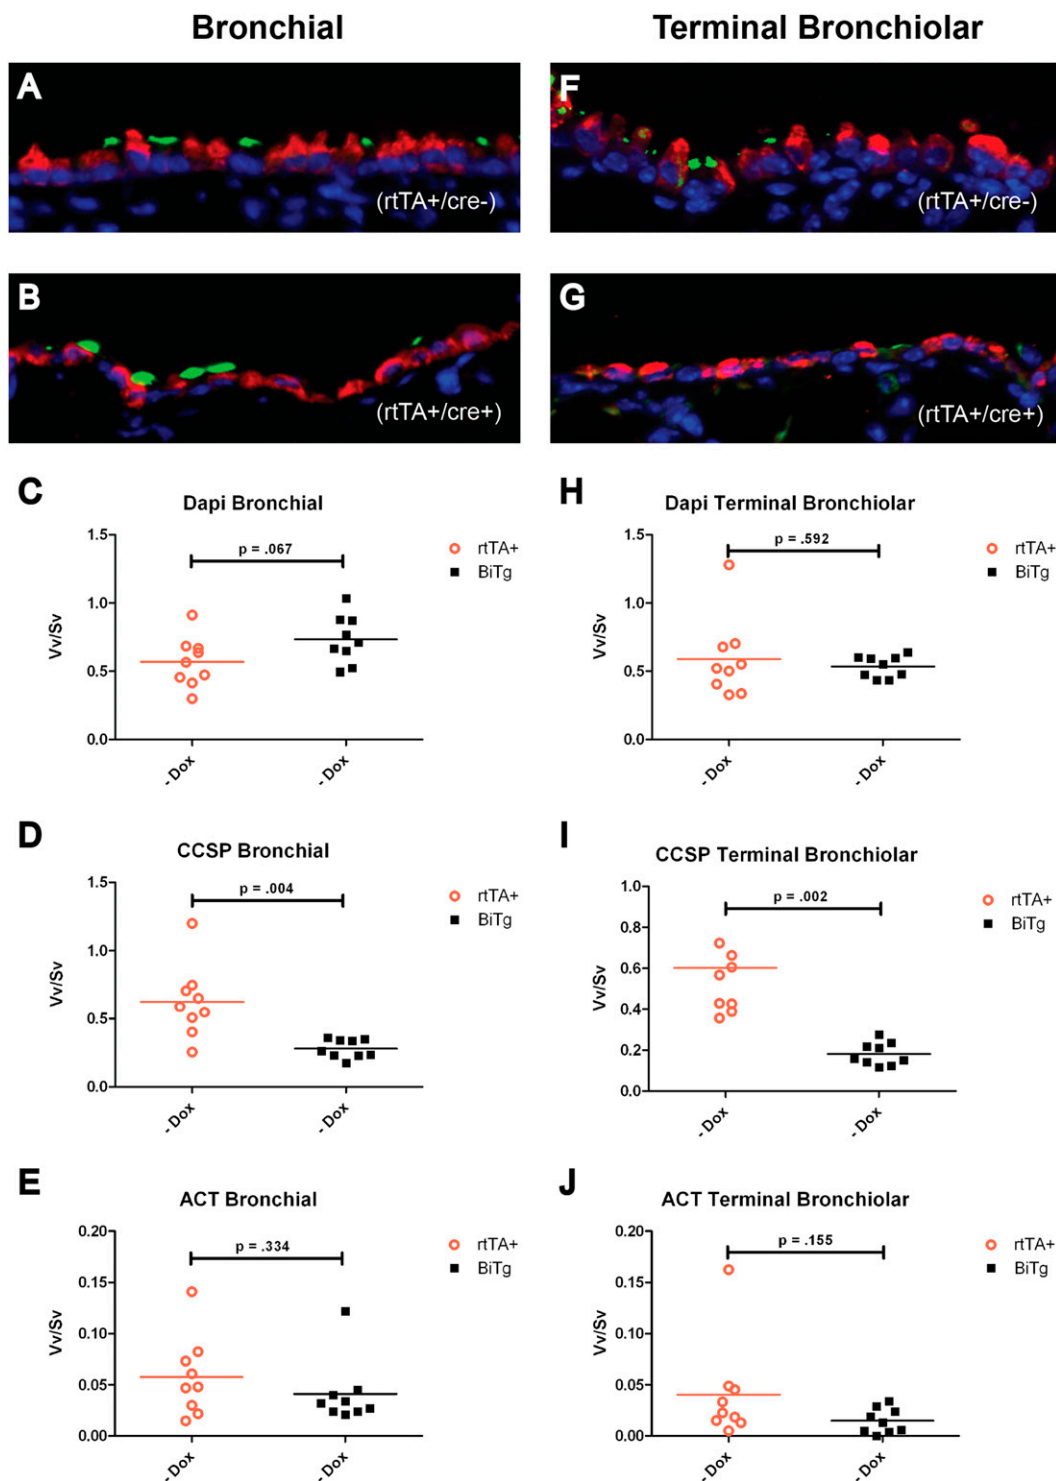 Bronchial
Terminal Bronchiolar
A
(rtTA+/cre-)
F
(rtTA+/cre-)
B
(rtTA+/cre+)
G
(rtTA+/cre+)
C
Dapi Bronchial
1.5
1.0
0.5
0.0
Vv/Sv
p = .067
rtTA+
BiTg
- Dox
- Dox
H
Dapi Terminal Bronchiolar
1.5
1.0
0.5
0.0
Vv/Sv
p = .592
rtTA+
BiTg
- Dox
- Dox
D
CCSP Bronchial
1.5
1.0
0.5
0.0
Vv/Sv
p = .004
rtTA+
BiTg
- Dox
- Dox
I
CCSP Terminal Bronchiolar
1.0
0.8
0.6
0.4
0.2
0.0
Vv/Sv
p = .002
rtTA+
BiTg
- Dox
- Dox
E
ACT Bronchial
0.20
0.15
0.10
0.05
0.00
Vv/Sv
p = .334
rtTA+
BiTg
- Dox
- Dox
J
ACT Terminal Bronchiolar
0.20
0.15
0.10
0.05
0.00
Vv/Sv
p = .155
rtTA+
BiTg
- Dox
- Dox